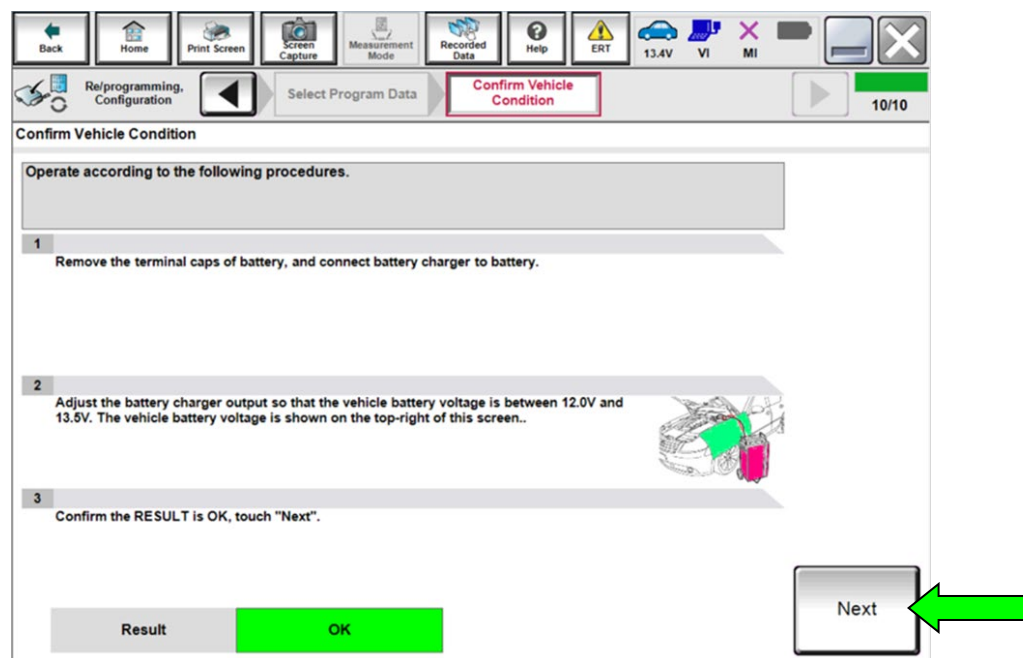 Back
Home
Print Screen
Screen
Capture
Measurement
Mode
Recorded
Data
Help
ERT
13.4V
VI
MI
Re/programming,
Configuration
Select Program Data
Confirm Vehicle
Condition
10/10
Confirm Vehicle Condition
Operate according to the following procedures.
1
Remove the terminal caps of battery, and connect battery charger to battery.
2
Adjust the battery charger output so that the vehicle battery voltage is between 12.0V and
13.5V. The vehicle battery voltage is shown on the top-right of this screen..
3
Confirm the RESULT is OK, touch "Next".
Next
Result
OK